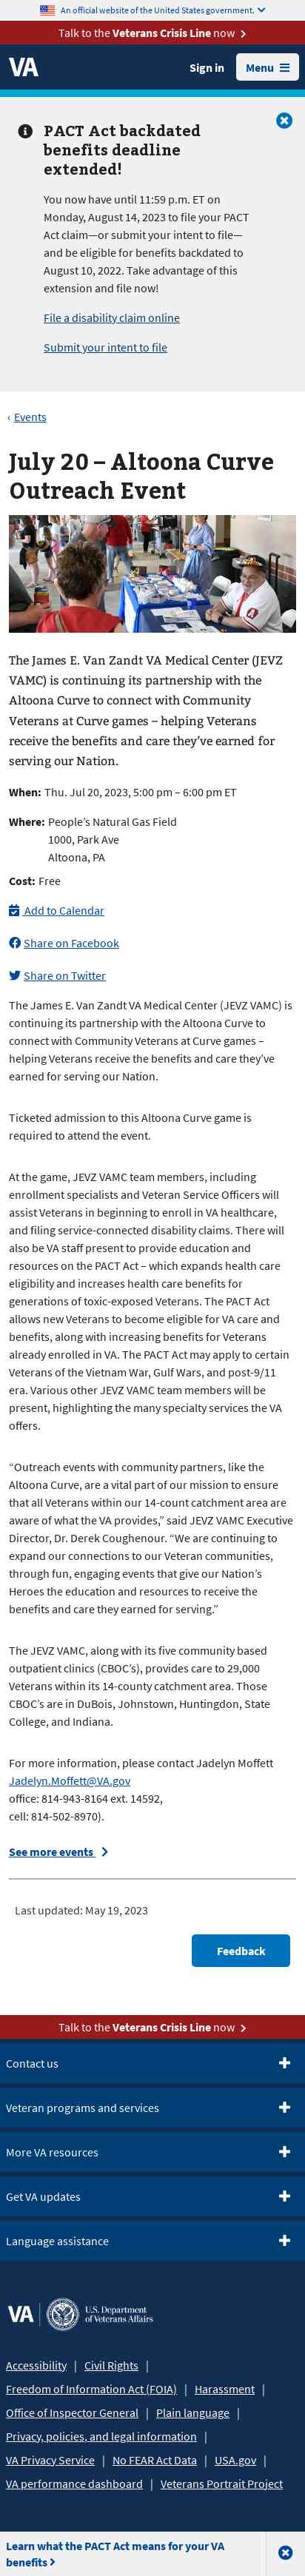 An official website of the United States government.
Talk to the Veterans Crisis Line now
VA
Sign in
Menu
PACT Act backdated
benefits deadline
extended!
You now have until 11:59 p.m. ET on
Monday, August 14, 2023 to file your PACT
Act claim—or submit your intent to file—
and be eligible for benefits backdated to
August 10, 2022. Take advantage of this
extension and file now!
File a disability claim online
Submit your intent to file
‹ Events
July 20 – Altoona Curve
Outreach Event
The James E. Van Zandt VA Medical Center (JEVZ
VAMC) is continuing its partnership with the
Altoona Curve to connect with Community
Veterans at Curve games – helping Veterans
receive the benefits and care they’ve earned for
serving our Nation.
When: Thu. Jul 20, 2023, 5:00 pm – 6:00 pm ET
Where: People’s Natural Gas Field
1000, Park Ave
Altoona, PA
Cost: Free
Add to Calendar
Share on Facebook
Share on Twitter
The James E. Van Zandt VA Medical Center (JEVZ VAMC) is
continuing its partnership with the Altoona Curve to
connect with Community Veterans at Curve games –
helping Veterans receive the benefits and care they’ve
earned for serving our Nation.
Ticketed admission to this Altoona Curve game is
required to attend the event.
At the game, JEVZ VAMC team members, including
enrollment specialists and Veteran Service Officers will
assist Veterans in beginning to enroll in VA healthcare,
and filing service-connected disability claims. There will
also be VA staff present to provide education and
resources on the PACT Act – which expands health care
eligibility and increases health care benefits for
generations of toxic-exposed Veterans. The PACT Act
allows new Veterans to become eligible for VA care and
benefits, along with increasing benefits for Veterans
already enrolled in VA. The PACT Act may apply to certain
Veterans of the Vietnam War, Gulf Wars, and post-9/11
era. Various other JEVZ VAMC team members will be
present, highlighting the many specialty services the VA
offers.
“Outreach events with community partners, like the
Altoona Curve, are a vital part of our mission to ensure
that all Veterans within our 14-county catchment area are
aware of what the VA provides,” said JEVZ VAMC Executive
Director, Dr. Derek Coughenour. “We are continuing to
expand our connections to our Veteran communities,
through fun, engaging events that give our Nation’s
Heroes the education and resources to receive the
benefits and care they earned for serving.”
The JEVZ VAMC, along with its five community based
outpatient clinics (CBOC’s), provides care to 29,000
Veterans within its 14-county catchment area. Those
CBOC’s are in DuBois, Johnstown, Huntingdon, State
College, and Indiana.
For more information, please contact Jadelyn Moffett
Jadelyn.Moffett@VA.gov
office: 814-943-8164 ext. 14592,
cell: 814-502-8970).
See more events
Last updated: May 19, 2023
Feedback
Talk to the Veterans Crisis Line now
Contact us
Veteran programs and services
More VA resources
Get VA updates
Language assistance
VA
U.S. Department
of Veterans Affairs
Accessibility | Civil Rights |
Freedom of Information Act (FOIA) | Harassment |
Office of Inspector General | Plain language |
Privacy, policies, and legal information |
VA Privacy Service | No FEAR Act Data | USA.gov |
VA performance dashboard | Veterans Portrait Project
Learn what the PACT Act means for your VA
benefits